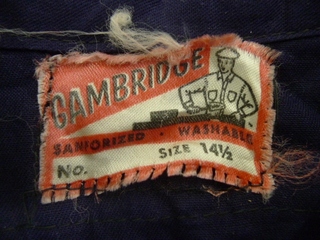 CAMBRIDGE
SANFORIZED • WASHABLE
No. SIZE 14½